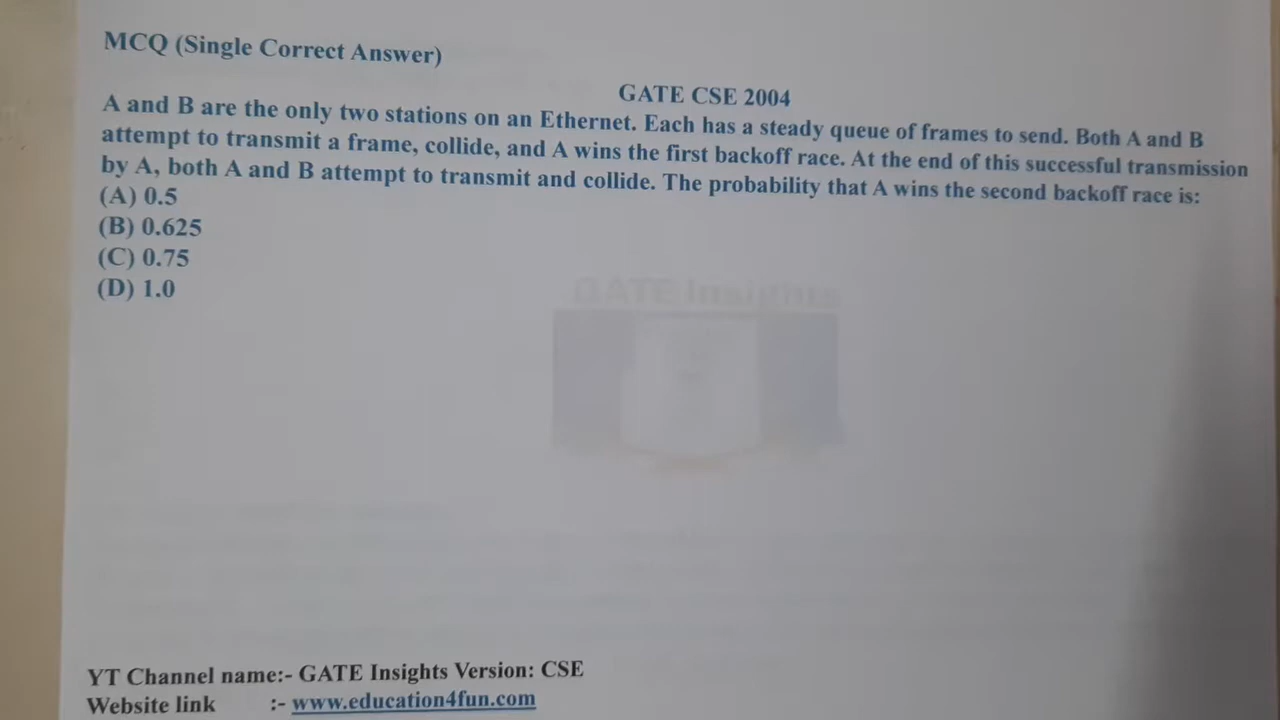 MCQ (Single Correct Answer)
GATE CSE 2004
A and B are the only two stations on an Ethernet. Each has a steady queue of frames to send. Both A and B
attempt to transmit a frame, collide, and A wins the first backoff race. At the end of this successful transmission
by A, both A and B attempt to transmit and collide. The probability that A wins the second backoff race is:
(A) 0.5
(B) 0.625
(C) 0.75
(D) 1.0
GATE Insights
YT Channel name:- GATE Insights Version: CSE
Website link :- www.education4fun.com